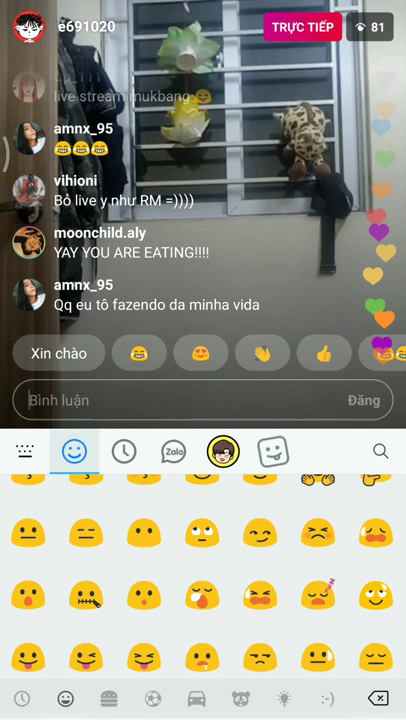 e691020
TRỰC TIẾP
81
live stream mukbang 😄
amnx_95
😂😂😂
vihioni
Bỏ live y như RM =))))
moonchild.aly
YAY YOU ARE EATING!!!!
amnx_95
Qq eu tô fazendo da minha vida
Xin chào
Bình luận
Đăng
Zalo
:-)